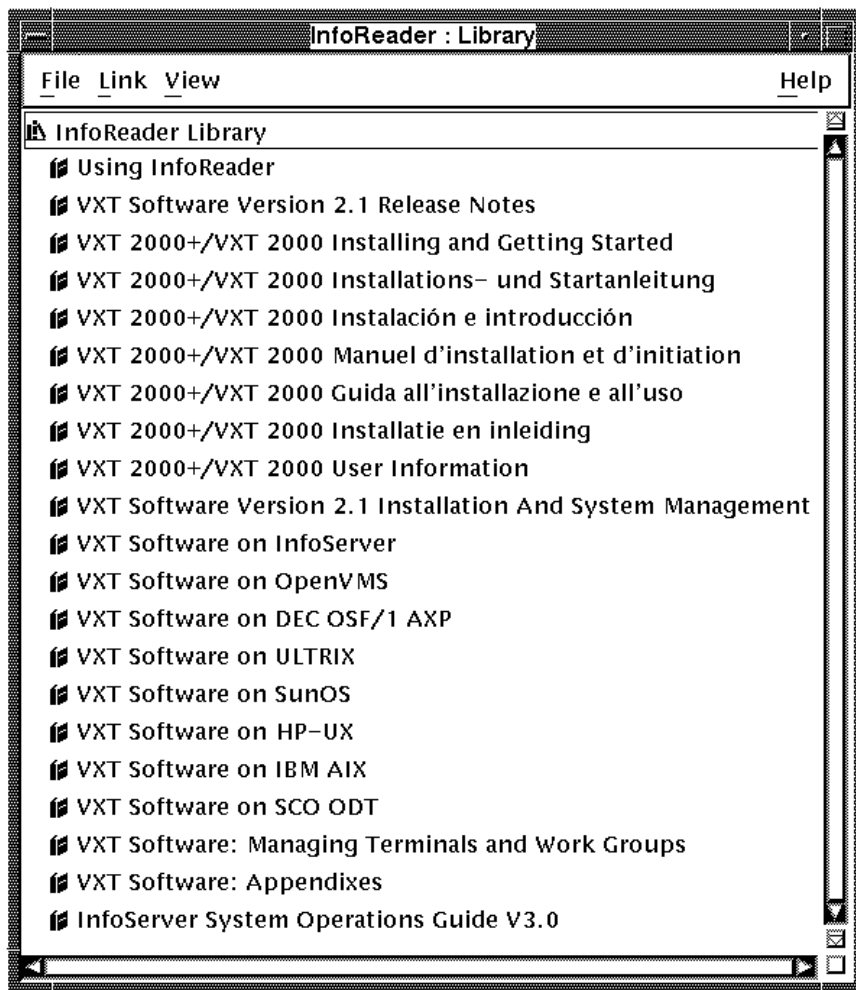 InfoReader : Library
File Link View Help
InfoReader Library
Using InfoReader
VXT Software Version 2.1 Release Notes
VXT 2000+/VXT 2000 Installing and Getting Started
VXT 2000+/VXT 2000 Installations- und Startanleitung
VXT 2000+/VXT 2000 Instalación e introducción
VXT 2000+/VXT 2000 Manuel d'installation et d'initiation
VXT 2000+/VXT 2000 Guida all'installazione e all'uso
VXT 2000+/VXT 2000 Installatie en inleiding
VXT 2000+/VXT 2000 User Information
VXT Software Version 2.1 Installation And System Management
VXT Software on InfoServer
VXT Software on OpenVMS
VXT Software on DEC OSF/1 AXP
VXT Software on ULTRIX
VXT Software on SunOS
VXT Software on HP-UX
VXT Software on IBM AIX
VXT Software on SCO ODT
VXT Software: Managing Terminals and Work Groups
VXT Software: Appendixes
InfoServer System Operations Guide V3.0